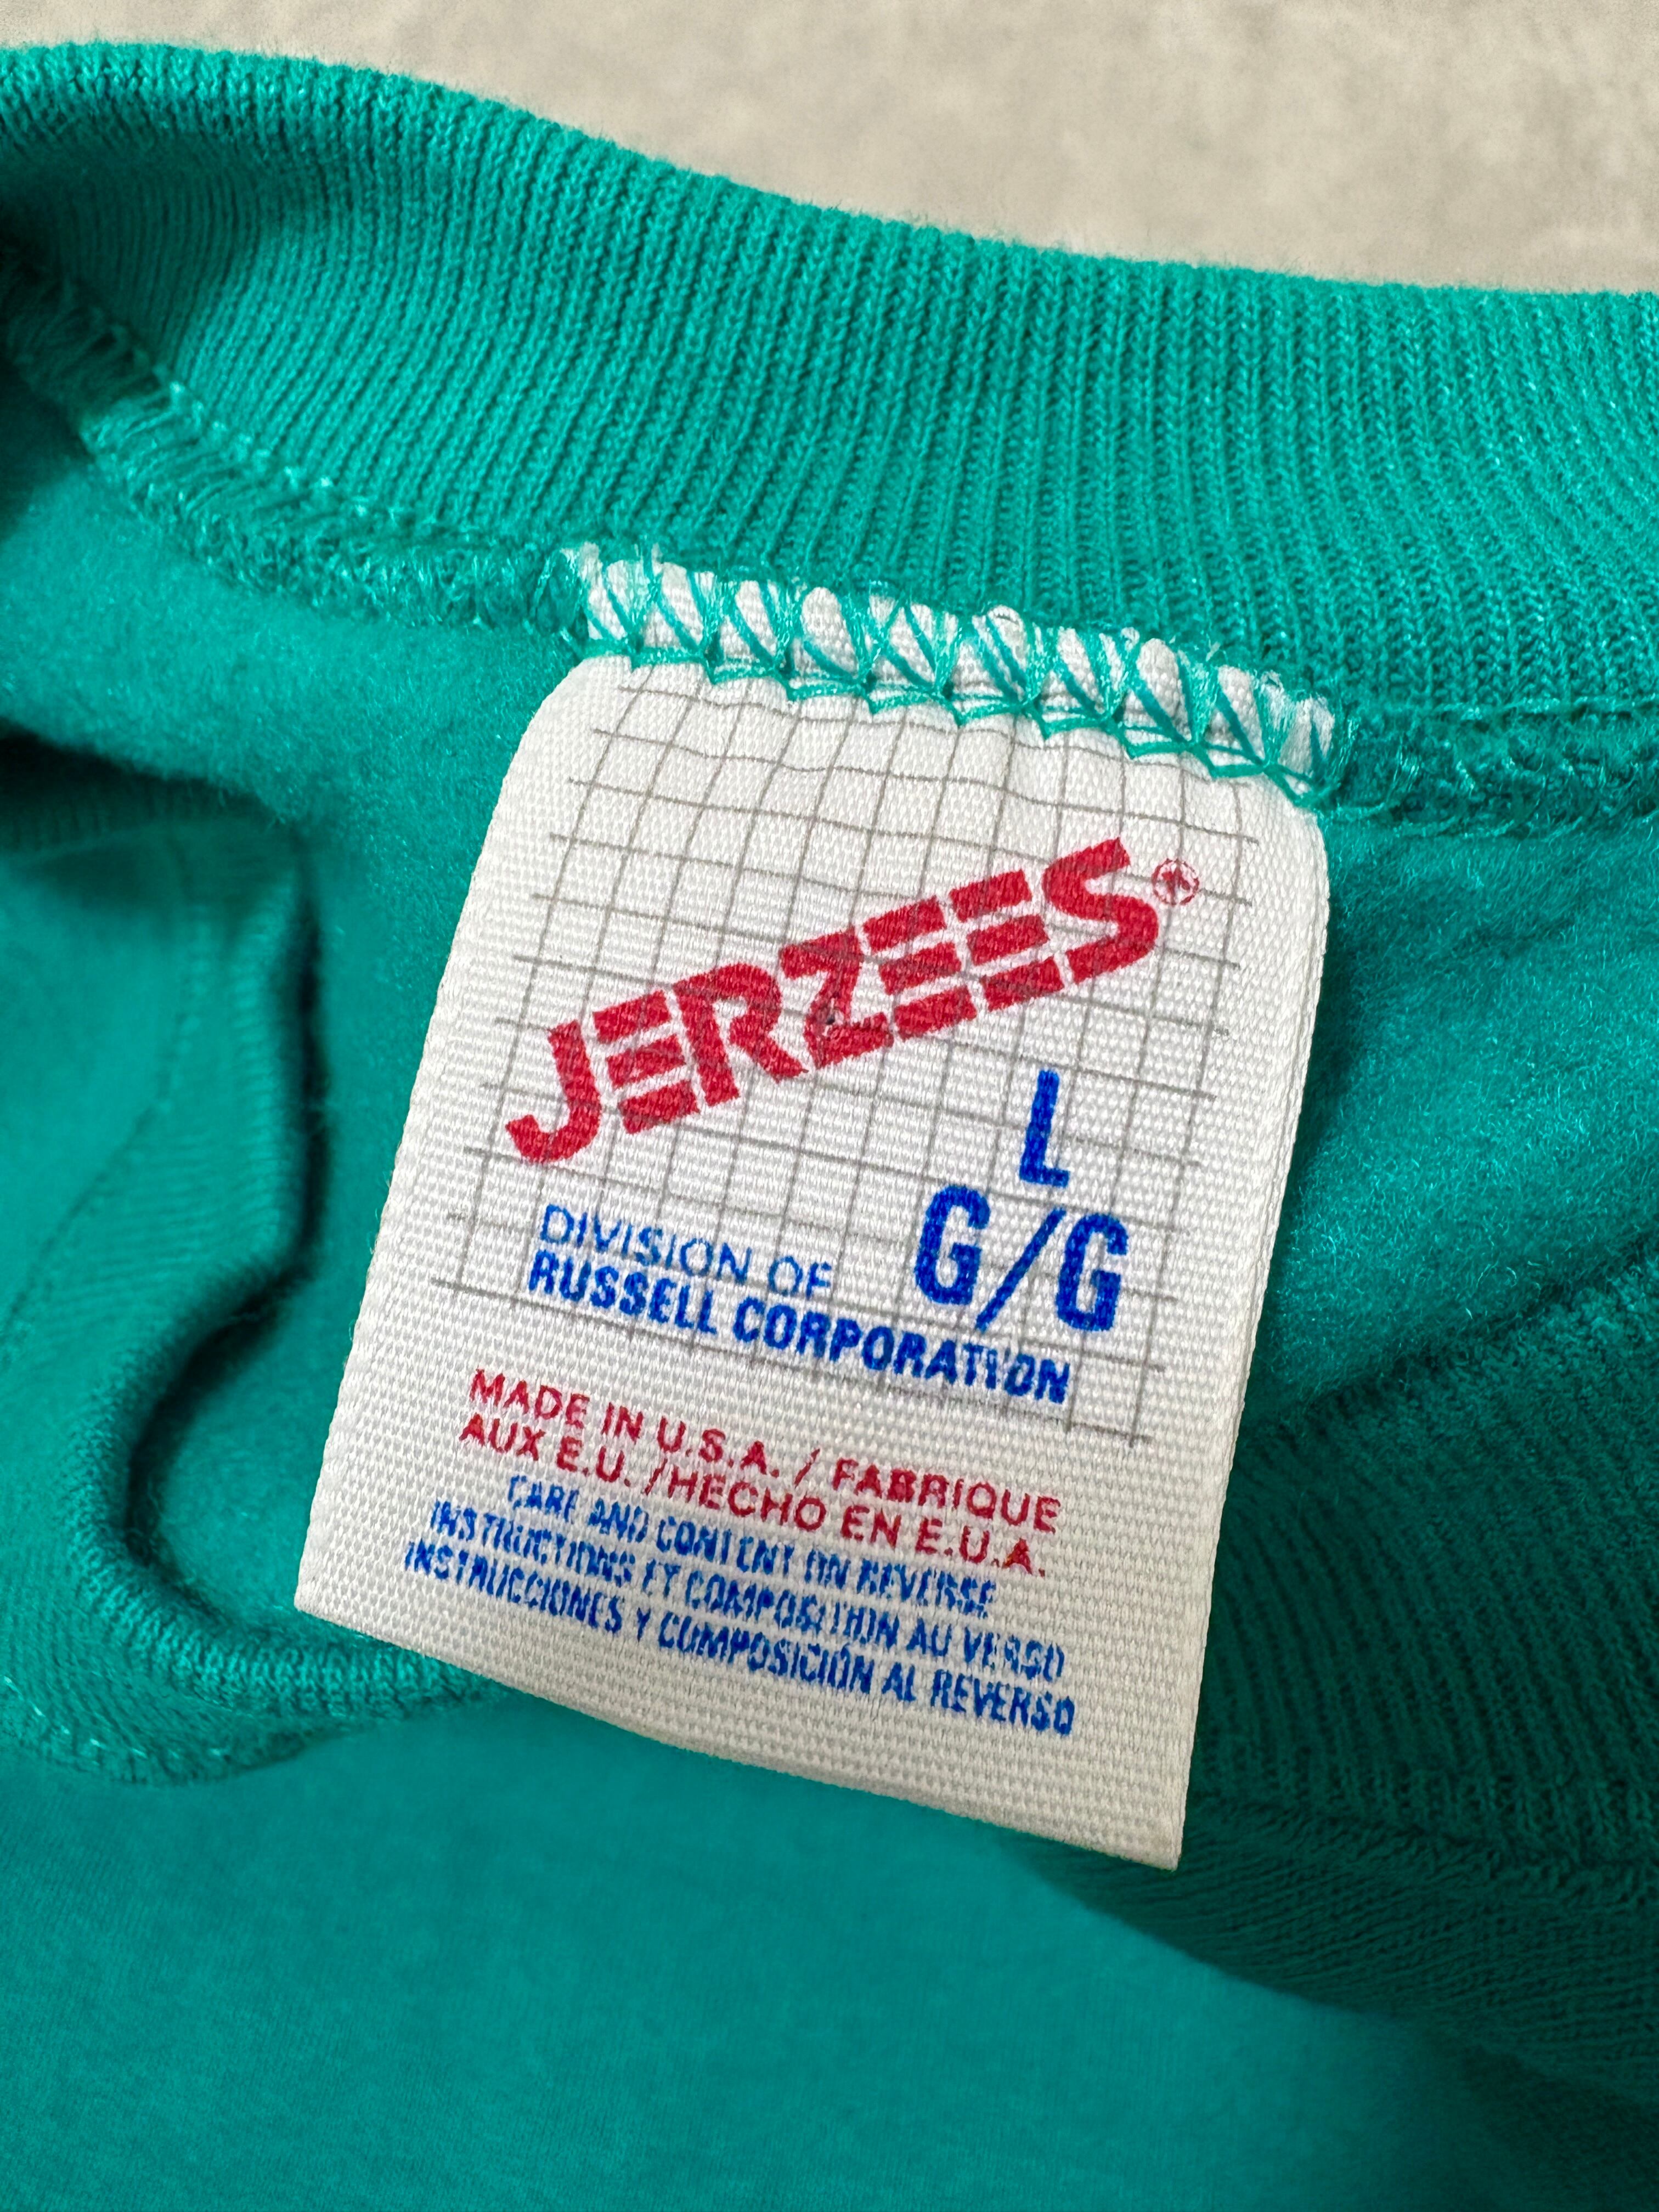 JERZEES®
L
G/G
DIVISION OF
RUSSELL CORPORATION
MADE IN U.S.A. / FABRIQUE
AUX E.U. /HECHO EN E.U.A.
CARE AND CONTENT ON REVERSE
INSTRUCTIONS ET COMPOSITION AU VERSO
INSTRUCCIONES Y COMPOSICIÓN AL REVERSO